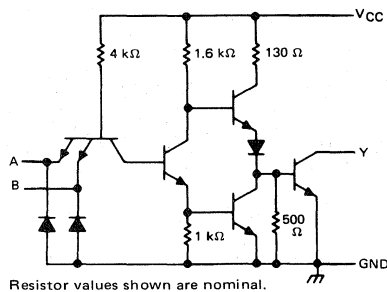 VCC
4 kΩ
1.6 kΩ
130 Ω
A
B
Y
1 kΩ
500
Ω
GND
Resistor values shown are nominal.